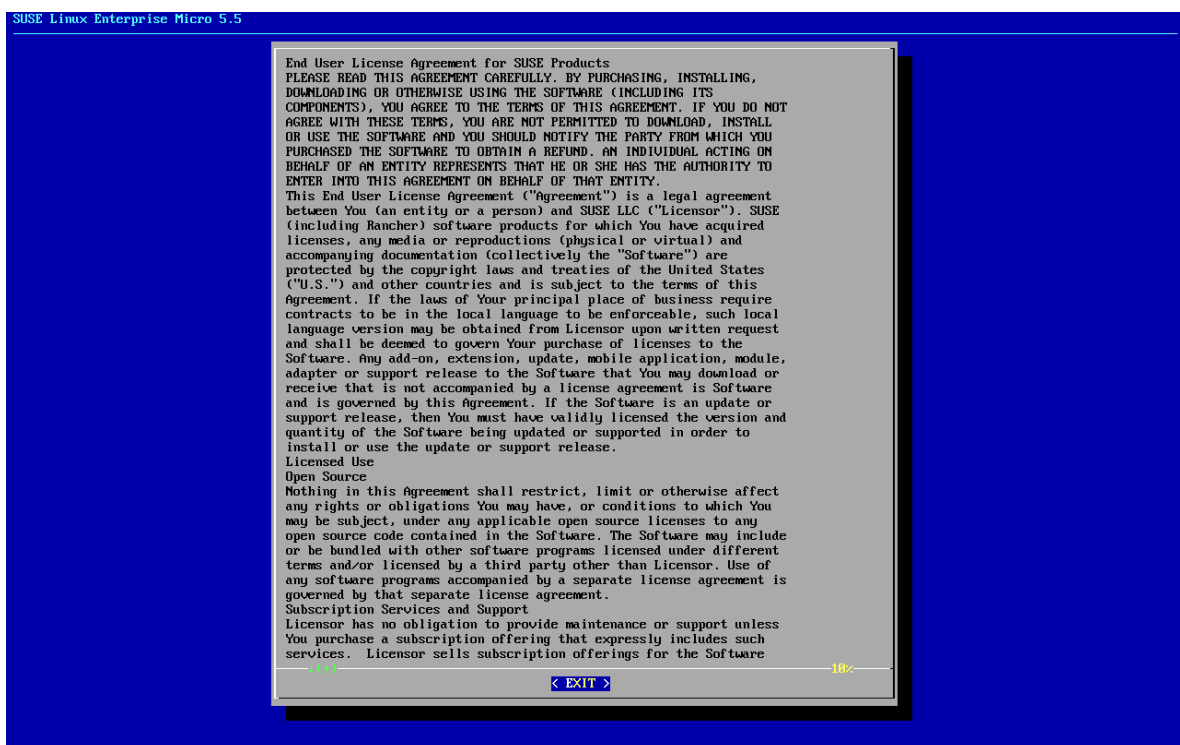 SUSE Linux Enterprise Micro 5.5
End User License Agreement for SUSE Products
PLEASE READ THIS AGREEMENT CAREFULLY. BY PURCHASING, INSTALLING,
DOWNLOADING OR OTHERWISE USING THE SOFTWARE (INCLUDING ITS
COMPONENTS), YOU AGREE TO THE TERMS OF THIS AGREEMENT. IF YOU DO NOT
AGREE WITH THESE TERMS, YOU ARE NOT PERMITTED TO DOWNLOAD, INSTALL
OR USE THE SOFTWARE AND YOU SHOULD NOTIFY THE PARTY FROM WHICH YOU
PURCHASED THE SOFTWARE TO OBTAIN A REFUND. AN INDIVIDUAL ACTING ON
BEHALF OF AN ENTITY REPRESENTS THAT HE OR SHE HAS THE AUTHORITY TO
ENTER INTO THIS AGREEMENT ON BEHALF OF THAT ENTITY.
This End User License Agreement ("Agreement") is a legal agreement
between You (an entity or a person) and SUSE LLC ("Licensor"). SUSE
(including Rancher) software products for which You have acquired
licenses, any media or reproductions (physical or virtual) and
accompanying documentation (collectively the "Software") are
protected by the copyright laws and treaties of the United States
("U.S.") and other countries and is subject to the terms of this
Agreement. If the laws of Your principal place of business require
contracts to be in the local language to be enforceable, such local
language version may be obtained from Licensor upon written request
and shall be deemed to govern Your purchase of licenses to the
Software. Any add-on, extension, update, mobile application, module,
adapter or support release to the Software that You may download or
receive that is not accompanied by a license agreement is Software
and is governed by this Agreement. If the Software is an update or
support release, then You must have validly licensed the version and
quantity of the Software being updated or supported in order to
install or use the update or support release.
Licensed Use
Open Source
Nothing in this Agreement shall restrict, limit or otherwise affect
any rights or obligations You may have, or conditions to which You
may be subject, under any applicable open source licenses to any
open source code contained in the Software. The Software may include
or be bundled with other software programs licensed under different
terms and/or licensed by a third party other than Licensor. Use of
any software programs accompanied by a separate license agreement is
governed by that separate license agreement.
Subscription Services and Support
Licensor has no obligation to provide maintenance or support unless
You purchase a subscription offering that expressly includes such
services.  Licensor sells subscription offerings for the Software
(+) 10%
< EXIT >